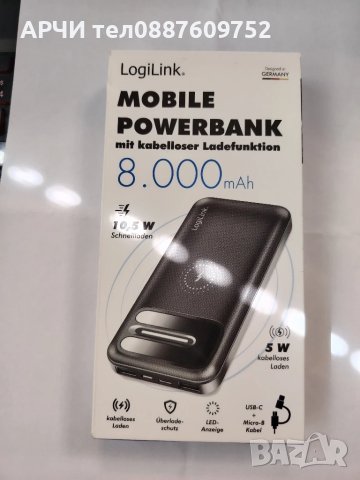 АРЧИ тел0887609752
LogiLink®
Designed in
GERMANY
MOBILE
POWERBANK
mit kabelloser Ladefunktion
8.000mAh
10,5 W
Schnellladen
LogiLink
5 W
kabelloses
Laden
kabelloses
Laden
Überlade-
schutz
LED-
Anzeige
USB-C
+
Micro-B
Kabel
BAZAR